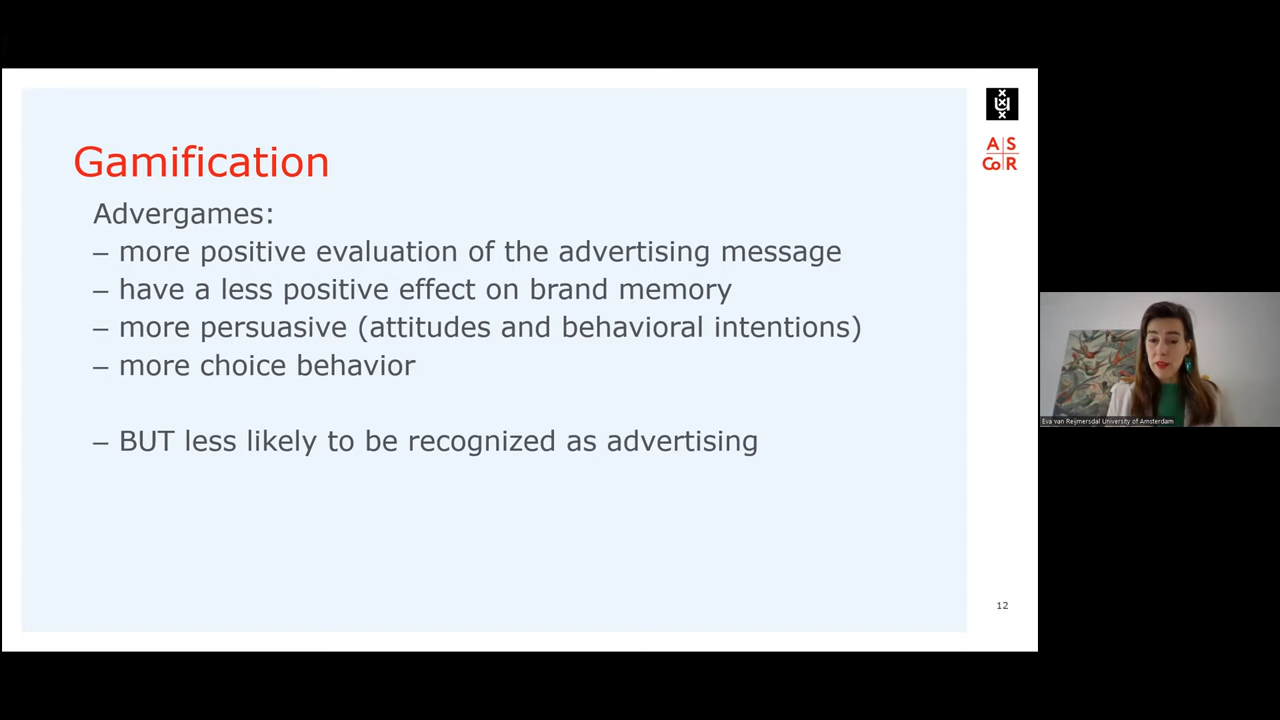 Gamification
Advergames:
– more positive evaluation of the advertising message
– have a less positive effect on brand memory
– more persuasive (attitudes and behavioral intentions)
– more choice behavior
– BUT less likely to be recognized as advertising
12
A S
Co R
Eva van Reijmersdal University of Amsterdam